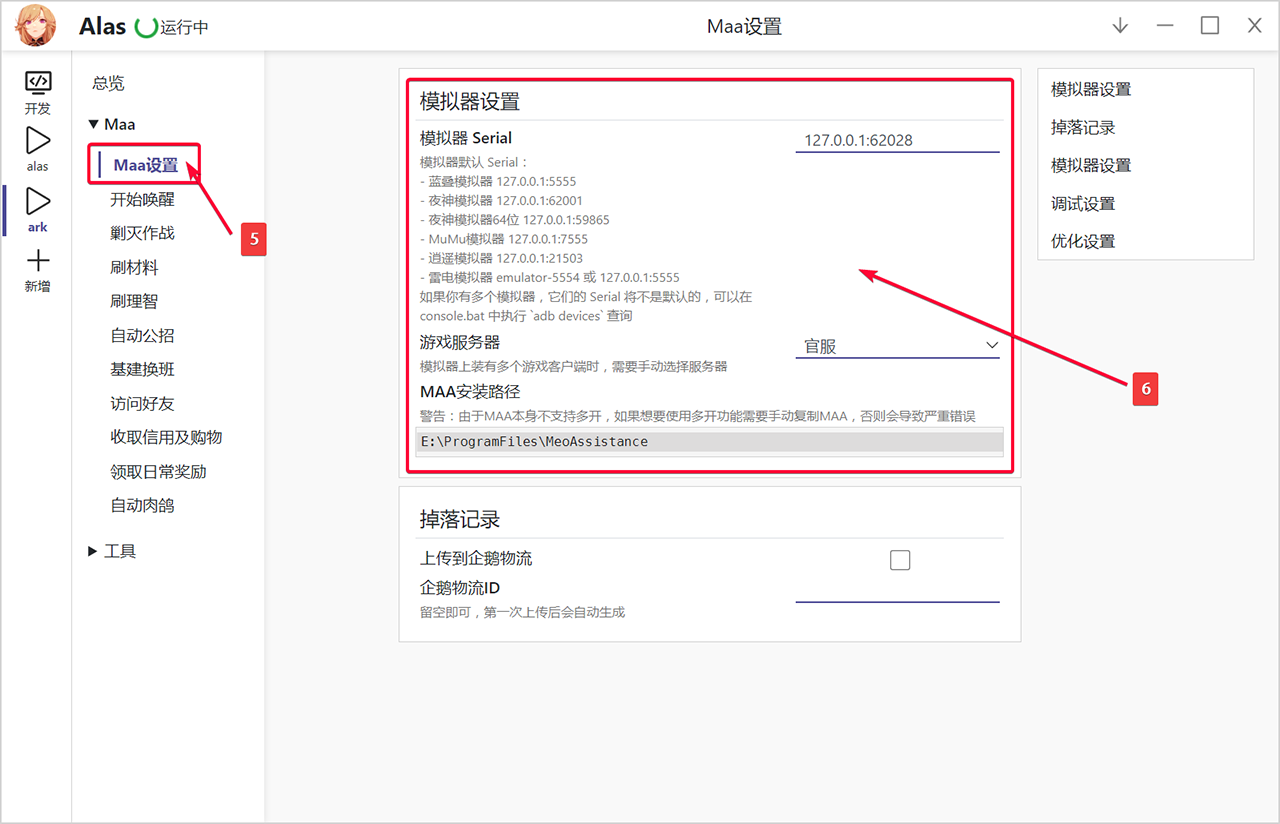 Alas 运行中
Maa设置
开发
alas
ark
新增
总览
Maa
Maa设置
开始唤醒
剿灭作战
刷材料
刷理智
自动公招
基建换班
访问好友
收取信用及购物
领取日常奖励
自动肉鸽
工具
5
模拟器设置
模拟器 Serial
127.0.0.1:62028
模拟器默认 Serial：
- 蓝叠模拟器 127.0.0.1:5555
- 夜神模拟器 127.0.0.1:62001
- 夜神模拟器64位 127.0.0.1:59865
- MuMu模拟器 127.0.0.1:7555
- 逍遥模拟器 127.0.0.1:21503
- 雷电模拟器 emulator-5554 或 127.0.0.1:5555
如果你有多个模拟器，它们的 Serial 将不是默认的，可以在
console.bat 中执行 `adb devices` 查询
游戏服务器
官服
模拟器上装有多个游戏客户端时，需要手动选择服务器
MAA安装路径
警告：由于MAA本身不支持多开，如果想要使用多开功能需要手动复制MAA，否则会导致严重错误
E:\ProgramFiles\MeoAssistance
6
掉落记录
上传到企鹅物流
企鹅物流ID
留空即可，第一次上传后会自动生成
模拟器设置
掉落记录
模拟器设置
调试设置
优化设置